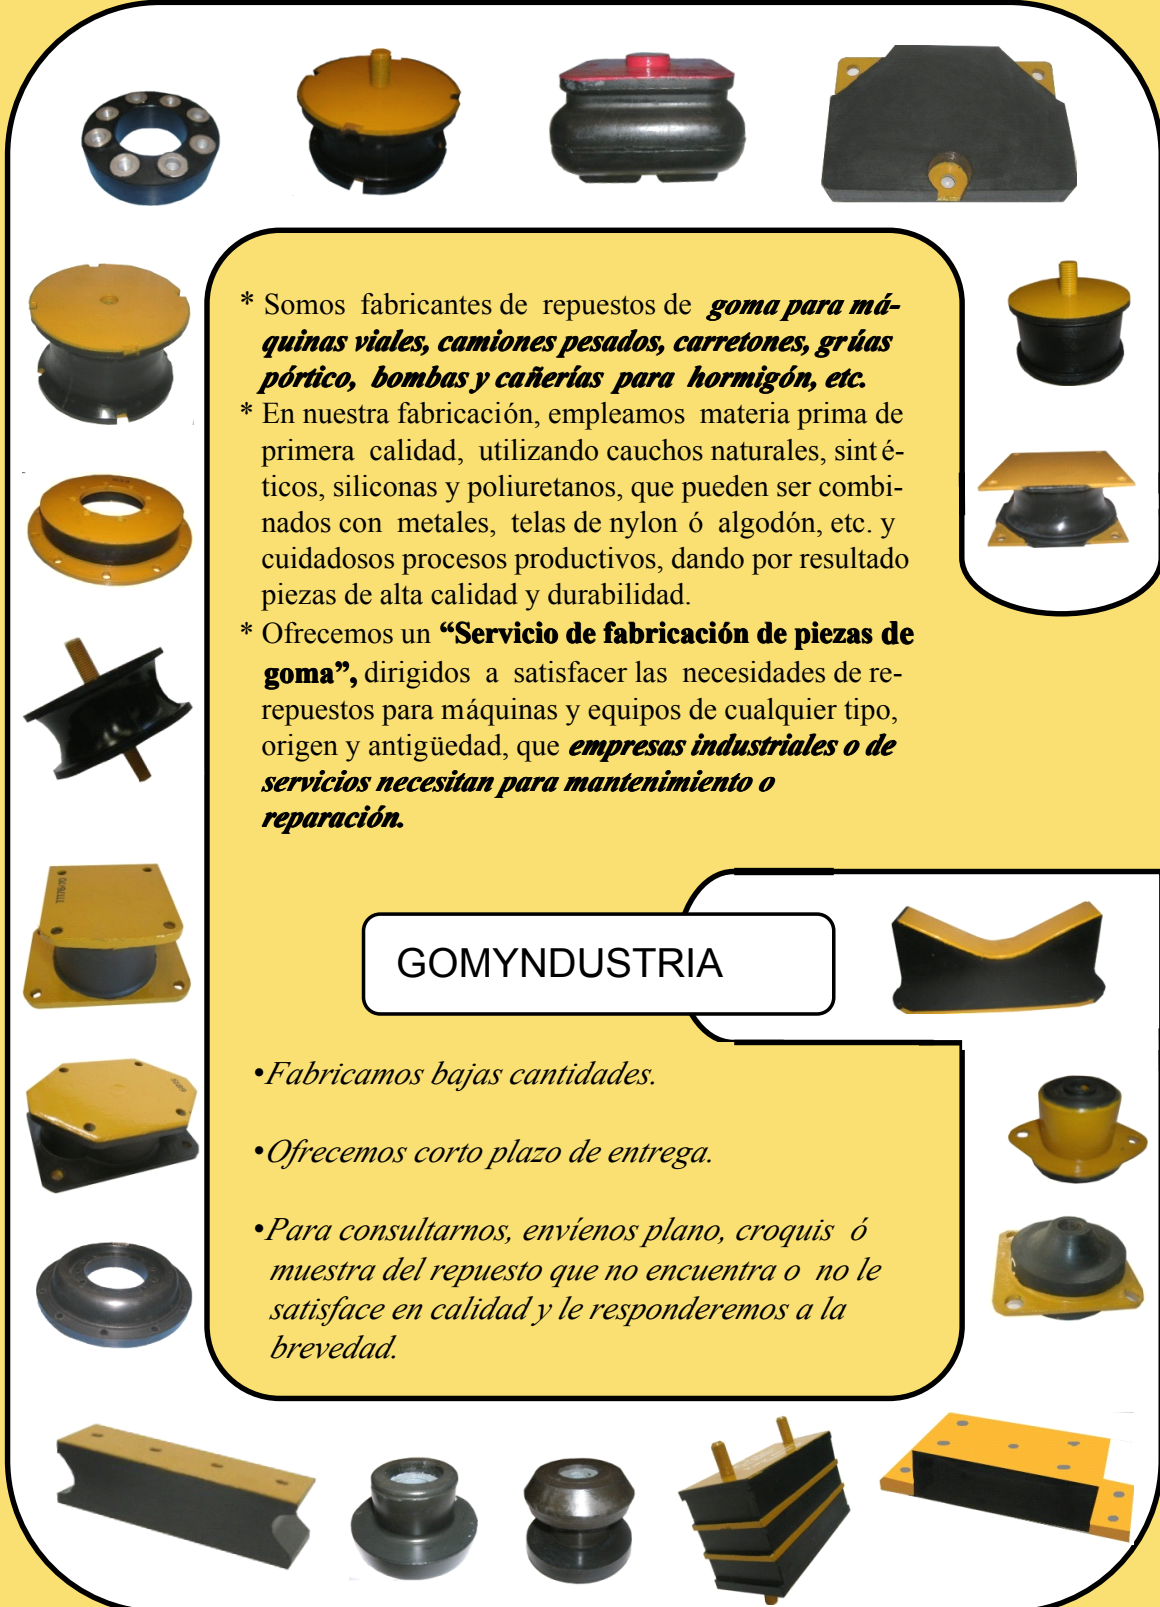 * Somos fabricantes de repuestos de goma para má-
quinas viales, camiones pesados, carretones, grúas
pórtico, bombas y cañerías para hormigón, etc.
* En nuestra fabricación, empleamos materia prima de
primera calidad, utilizando cauchos naturales, sinté-
ticos, siliconas y poliuretanos, que pueden ser combi-
nados con metales, telas de nylon ó algodón, etc. y
cuidadosos procesos productivos, dando por resultado
piezas de alta calidad y durabilidad.
* Ofrecemos un “Servicio de fabricación de piezas de
goma”, dirigidos a satisfacer las necesidades de re-
repuestos para máquinas y equipos de cualquier tipo,
origen y antigüedad, que empresas industriales o de
servicios necesitan para mantenimiento o
reparación.
GOMYNDUSTRIA
•Fabricamos bajas cantidades.
•Ofrecemos corto plazo de entrega.
•Para consultarnos, envíenos plano, croquis ó
muestra del repuesto que no encuentra o no le
satisface en calidad y le responderemos a la
brevedad.